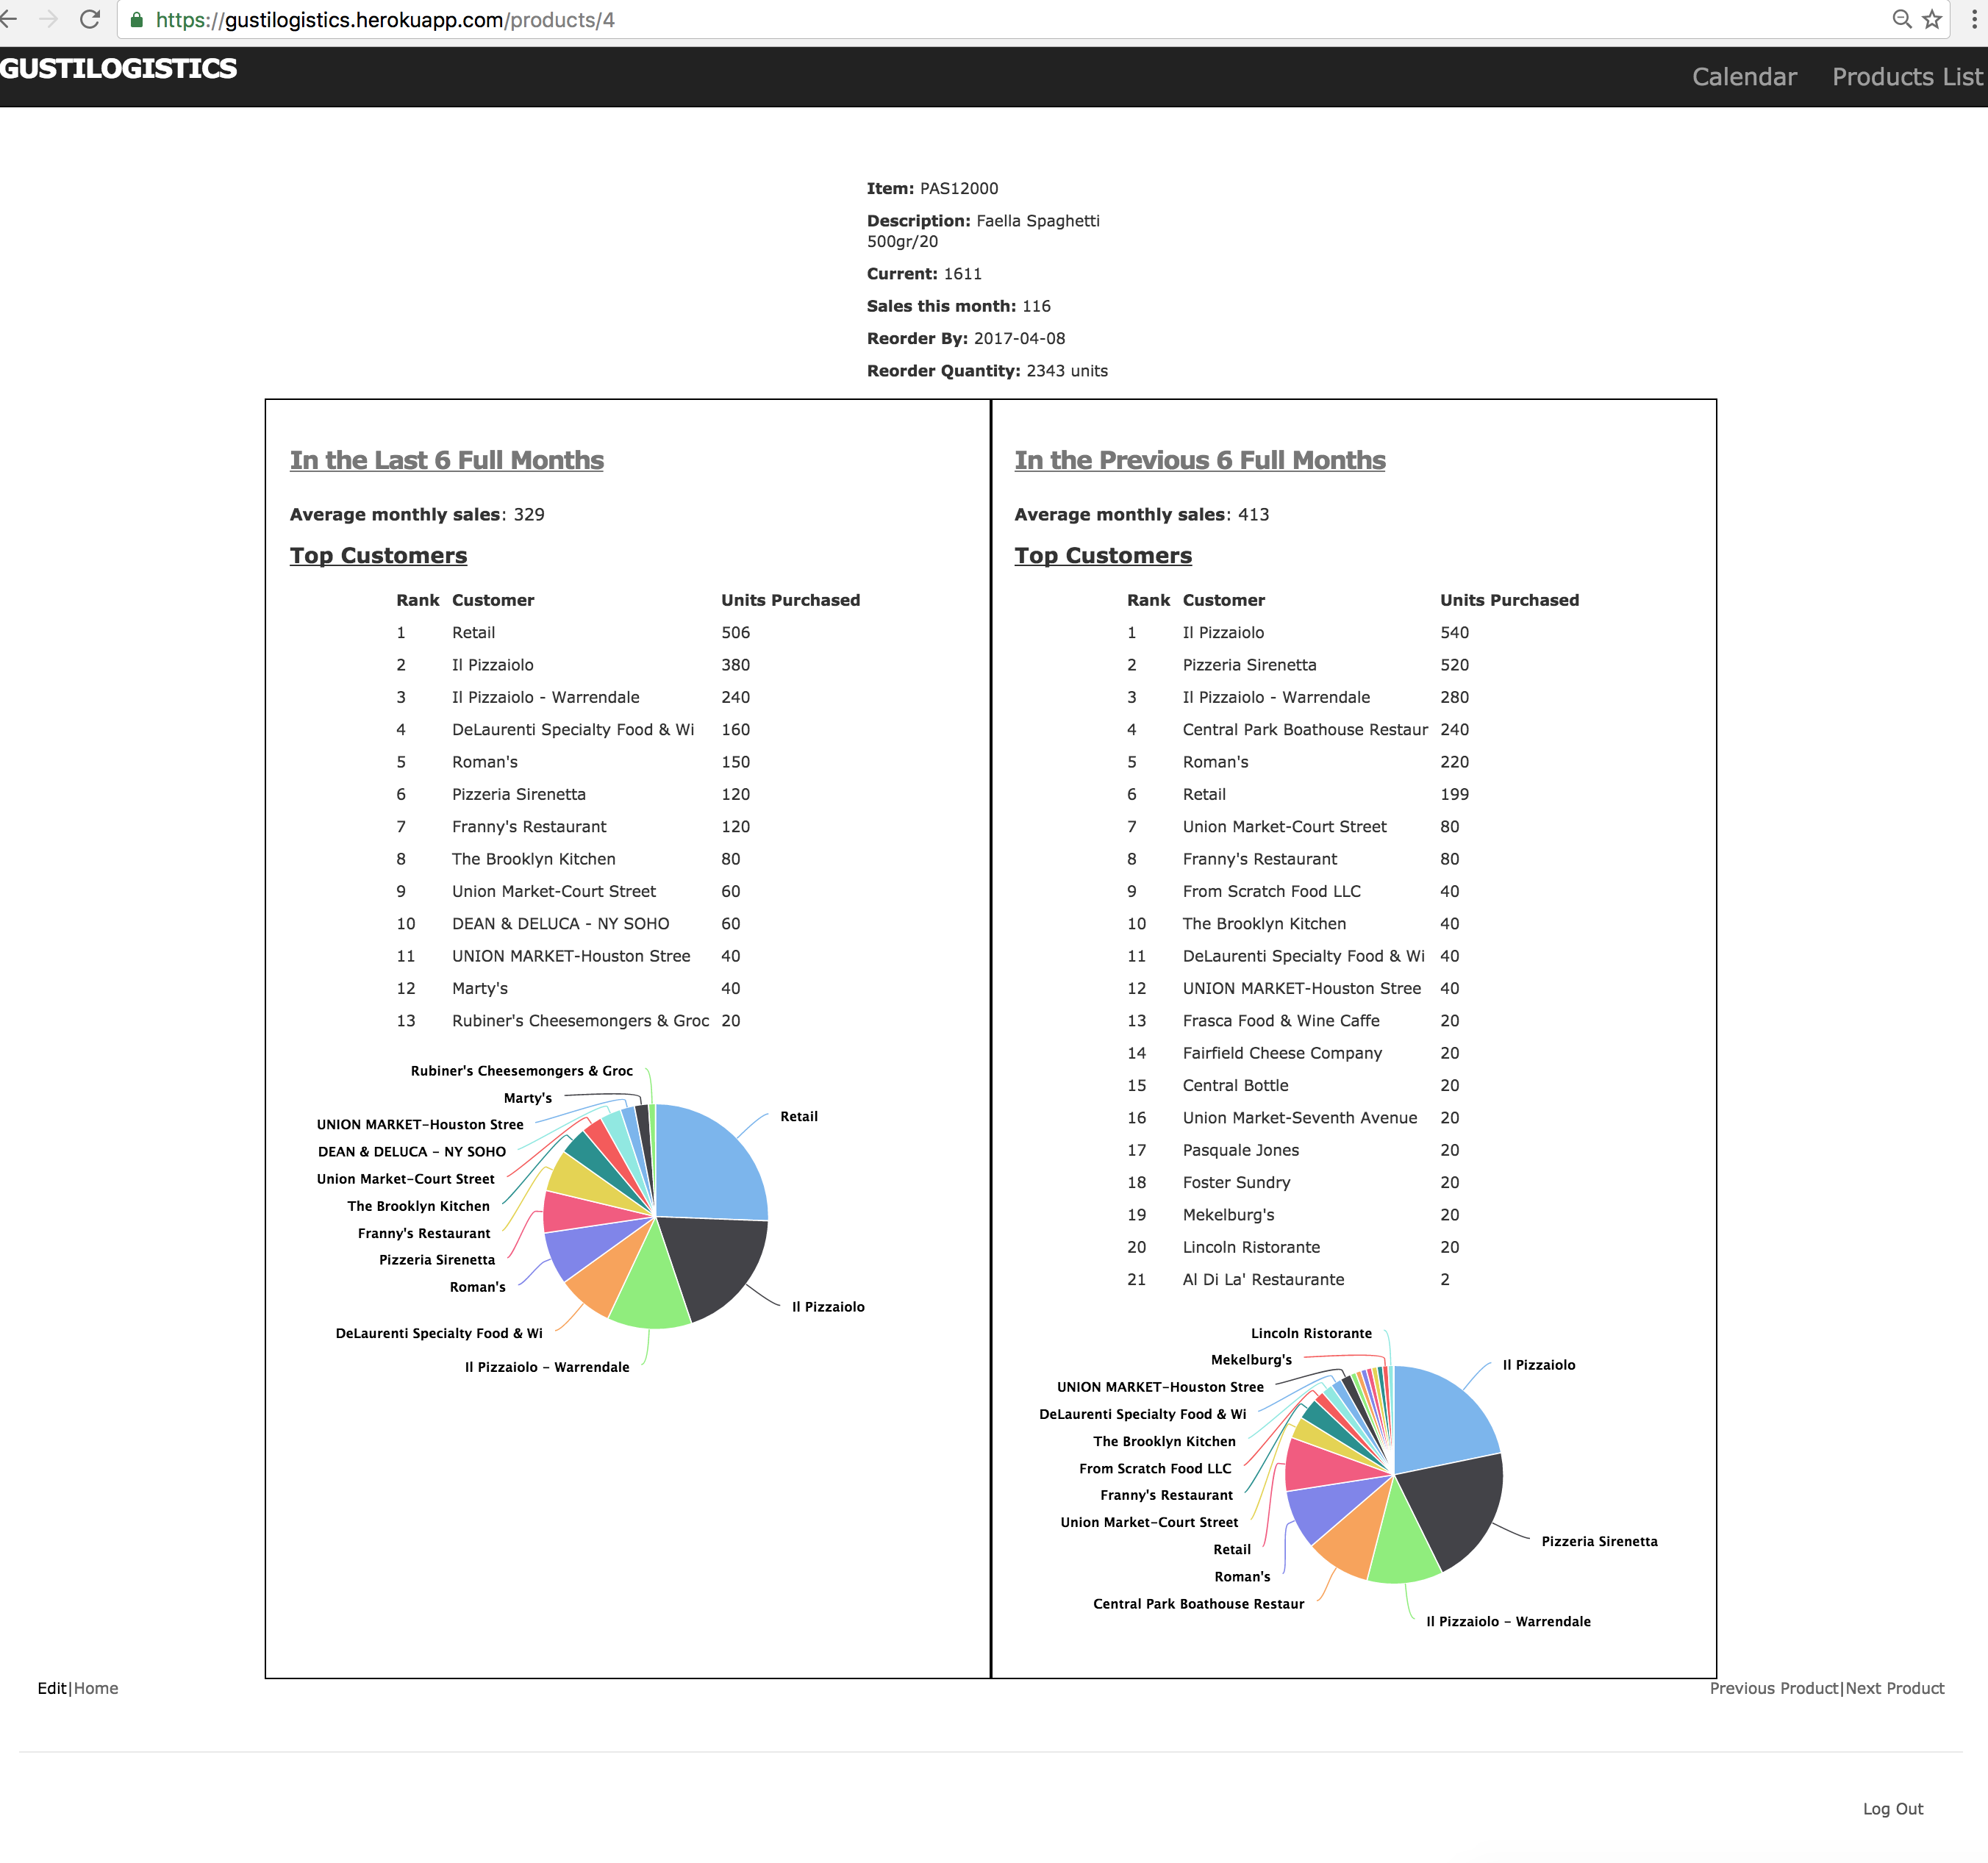 https://gustilogistics.herokuapp.com/products/4
GUSTILOGISTICS
Calendar Products List
Item: PAS12000
Description: Faella Spaghetti
500gr/20
Current: 1611
Sales this month: 116
Reorder By: 2017-04-08
Reorder Quantity: 2343 units
In the Last 6 Full Months
Average monthly sales: 329
Top Customers
Rank Customer Units Purchased
1 Retail 506
2 Il Pizzaiolo 380
3 Il Pizzaiolo - Warrendale 240
4 DeLaurenti Specialty Food & Wi 160
5 Roman's 150
6 Pizzeria Sirenetta 120
7 Franny's Restaurant 120
8 The Brooklyn Kitchen 80
9 Union Market-Court Street 60
10 DEAN & DELUCA - NY SOHO 60
11 UNION MARKET-Houston Stree 40
12 Marty's 40
13 Rubiner's Cheesemongers & Groc 20
Rubiner's Cheesemongers & Groc
Marty's
Retail
UNION MARKET-Houston Stree
DEAN & DELUCA - NY SOHO
Union Market-Court Street
The Brooklyn Kitchen
Franny's Restaurant
Pizzeria Sirenetta
Roman's
Il Pizzaiolo
DeLaurenti Specialty Food & Wi
Il Pizzaiolo - Warrendale
In the Previous 6 Full Months
Average monthly sales: 413
Top Customers
Rank Customer Units Purchased
1 Il Pizzaiolo 540
2 Pizzeria Sirenetta 520
3 Il Pizzaiolo - Warrendale 280
4 Central Park Boathouse Restaur 240
5 Roman's 220
6 Retail 199
7 Union Market-Court Street 80
8 Franny's Restaurant 80
9 From Scratch Food LLC 40
10 The Brooklyn Kitchen 40
11 DeLaurenti Specialty Food & Wi 40
12 UNION MARKET-Houston Stree 40
13 Frasca Food & Wine Caffe 20
14 Fairfield Cheese Company 20
15 Central Bottle 20
16 Union Market-Seventh Avenue 20
17 Pasquale Jones 20
18 Foster Sundry 20
19 Mekelburg's 20
20 Lincoln Ristorante 20
21 Al Di La' Restaurante 2
Lincoln Ristorante
Mekelburg's
Il Pizzaiolo
UNION MARKET-Houston Stree
DeLaurenti Specialty Food & Wi
The Brooklyn Kitchen
From Scratch Food LLC
Franny's Restaurant
Union Market-Court Street
Pizzeria Sirenetta
Retail
Roman's
Central Park Boathouse Restaur
Il Pizzaiolo - Warrendale
Edit|Home
Previous Product|Next Product
Log Out